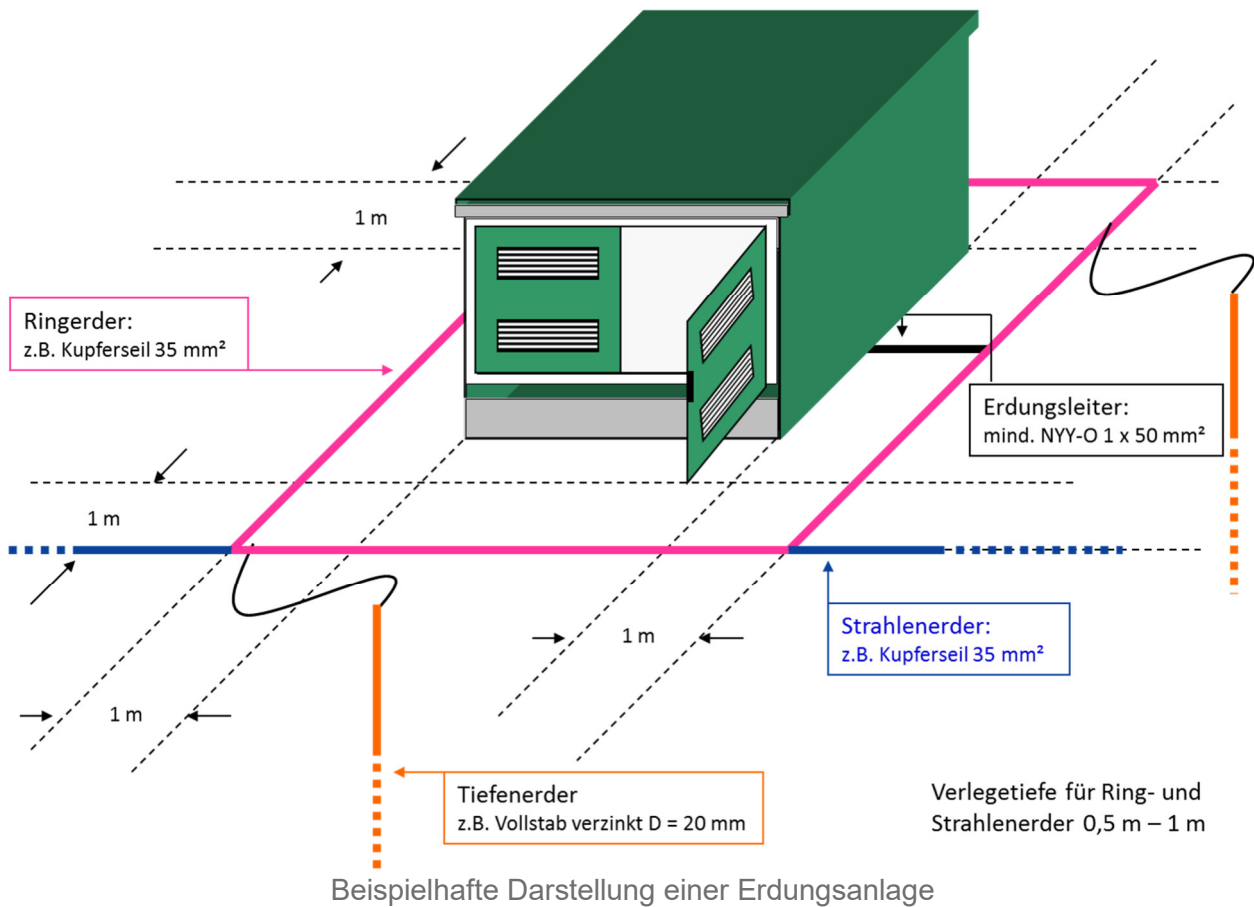 1 m
Ringerder:
z.B. Kupferseil 35 mm²
Erdungsleiter:
mind. NYY-O 1 x 50 mm²
1 m
Strahlenerder:
z.B. Kupferseil 35 mm²
1 m
1 m
Tiefenerder
z.B. Vollstab verzinkt D = 20 mm
Verlegetiefe für Ring- und
Strahlenerder 0,5 m – 1 m
Beispielhafte Darstellung einer Erdungsanlage